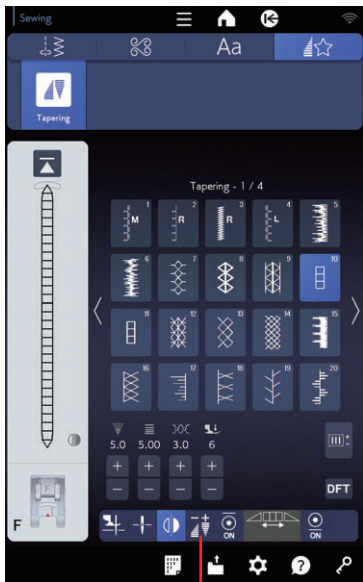 Sewing
Aa
Tapering
Tapering - 1 / 4
1 M
2 R
3 R
4 L
5
6
7
8
9
10
11
12
13
14
15
16
17
18
19
20
5.0 5.00 3.0 6
+ + + +
− − − −
DFT
F
F
− +
ON
ON
?